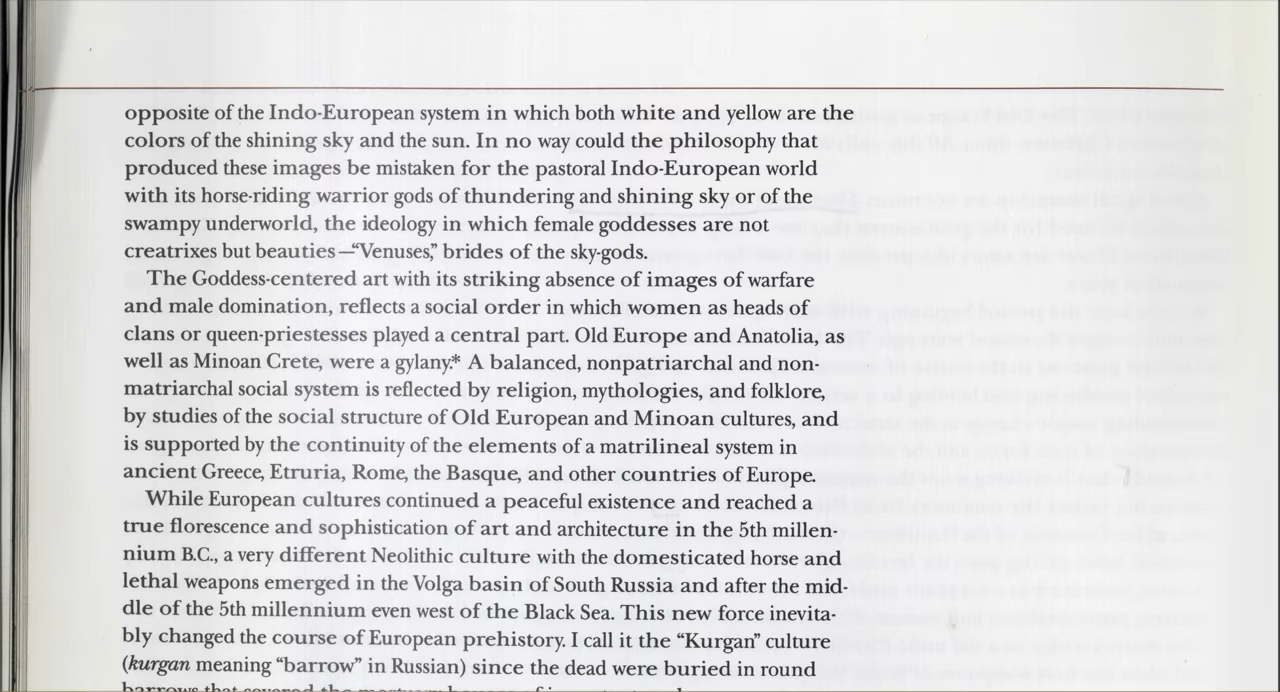 opposite of the Indo-European system in which both white and yellow are the
colors of the shining sky and the sun. In no way could the philosophy that
produced these images be mistaken for the pastoral Indo-European world
with its horse-riding warrior gods of thundering and shining sky or of the
swampy underworld, the ideology in which female goddesses are not
creatrixes but beauties—“Venuses,” brides of the sky-gods.
The Goddess-centered art with its striking absence of images of warfare
and male domination, reflects a social order in which women as heads of
clans or queen-priestesses played a central part. Old Europe and Anatolia, as
well as Minoan Crete, were a gylany.* A balanced, nonpatriarchal and non-
matriarchal social system is reflected by religion, mythologies, and folklore,
by studies of the social structure of Old European and Minoan cultures, and
is supported by the continuity of the elements of a matrilineal system in
ancient Greece, Etruria, Rome, the Basque, and other countries of Europe.
While European cultures continued a peaceful existence and reached a
true florescence and sophistication of art and architecture in the 5th millen-
nium B.C., a very different Neolithic culture with the domesticated horse and
lethal weapons emerged in the Volga basin of South Russia and after the mid-
dle of the 5th millennium even west of the Black Sea. This new force inevita-
bly changed the course of European prehistory. I call it the “Kurgan” culture
(kurgan meaning “barrow” in Russian) since the dead were buried in round
barrows that covered the mortuary houses of